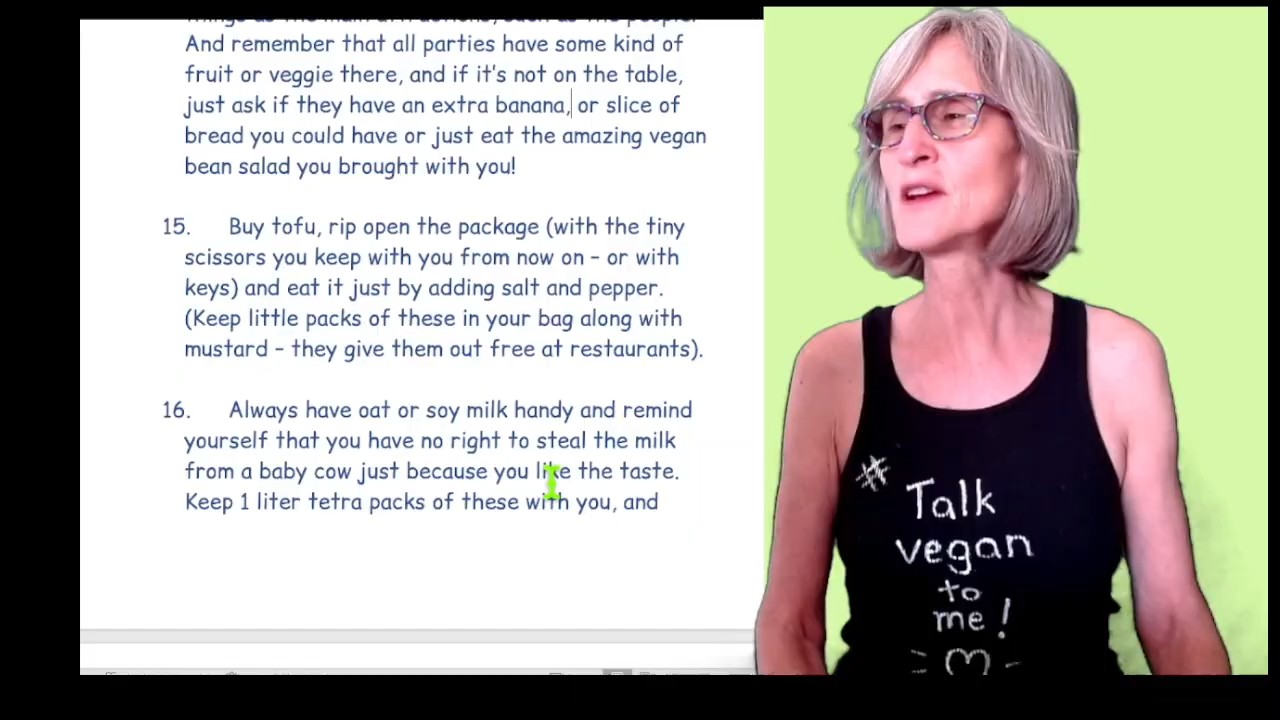 And remember that all parties have some kind of
fruit or veggie there, and if it's not on the table,
just ask if they have an extra banana, or slice of
bread you could have or just eat the amazing vegan
bean salad you brought with you!
15. Buy tofu, rip open the package (with the tiny
scissors you keep with you from now on – or with
keys) and eat it just by adding salt and pepper.
(Keep little packs of these in your bag along with
mustard – they give them out free at restaurants).
16. Always have oat or soy milk handy and remind
yourself that you have no right to steal the milk
from a baby cow just because you like the taste.
Keep 1 liter tetra packs of these with you, and
#
Talk
vegan
to
me!